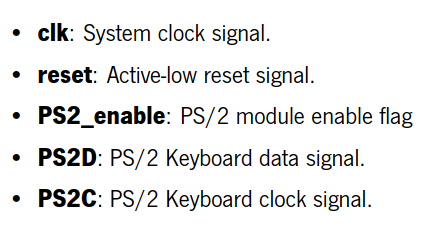 • clk: System clock signal.
• reset: Active-low reset signal.
• PS2_enable: PS/2 module enable flag
• PS2D: PS/2 Keyboard data signal.
• PS2C: PS/2 Keyboard clock signal.